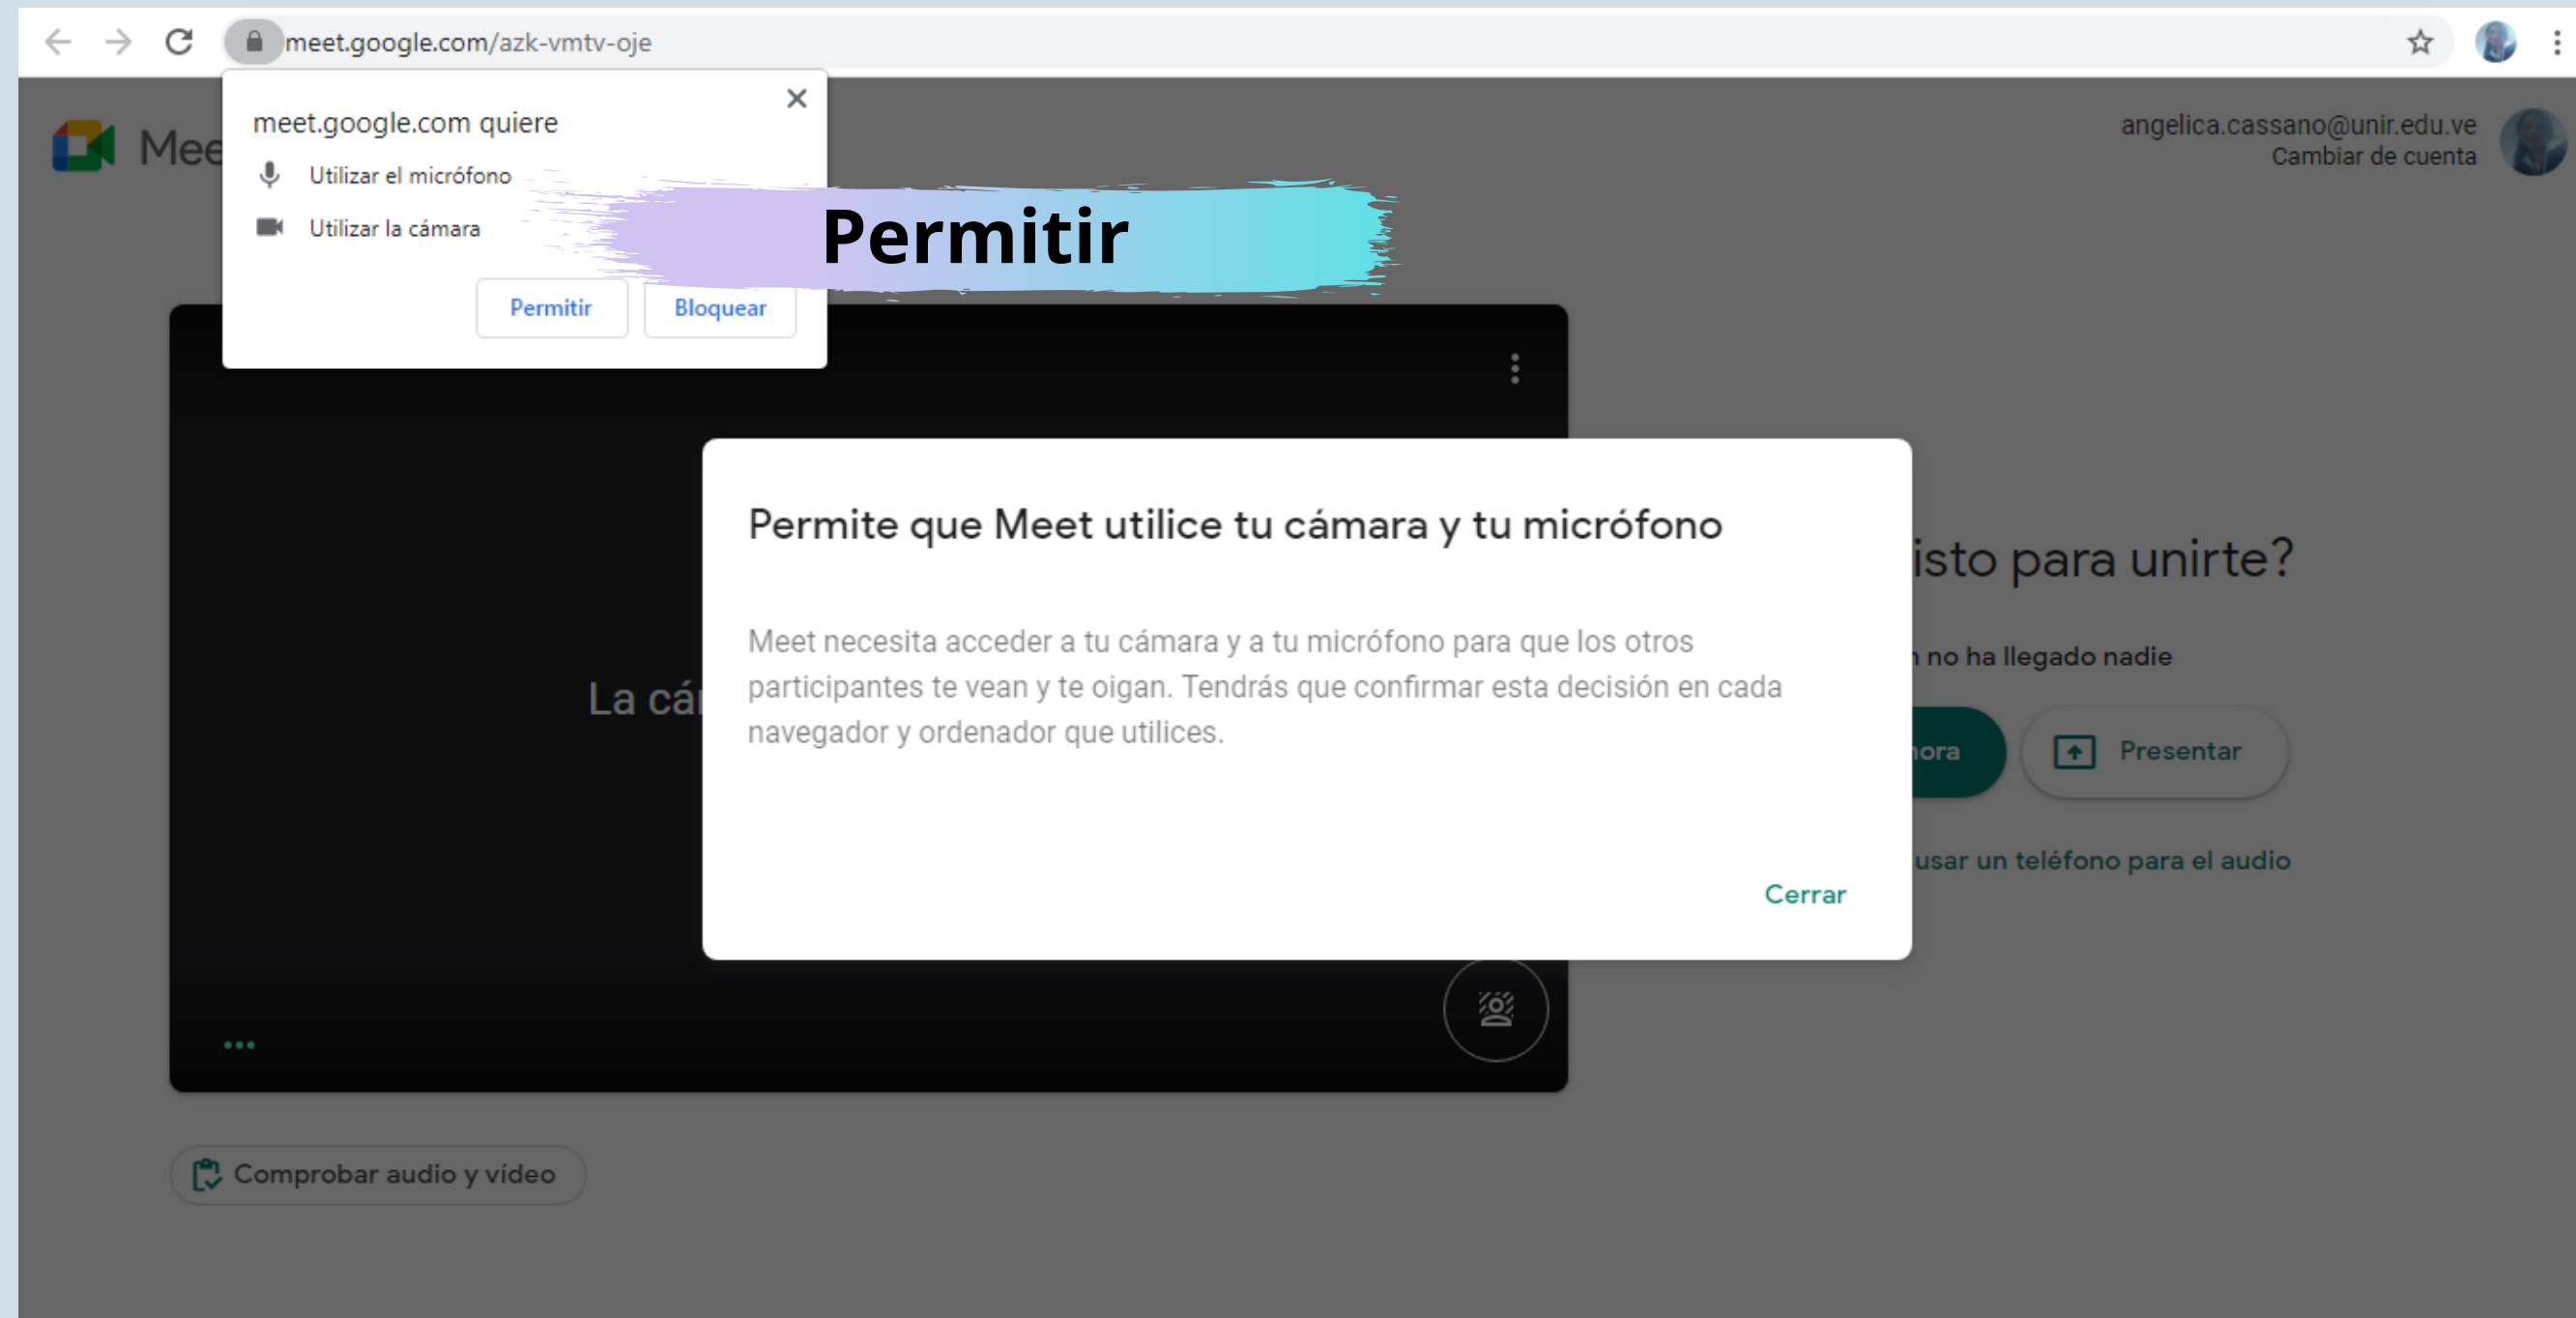 meet.google.com/azk-vmtv-oje
meet.google.com quiere
Utilizar el micrófono
Utilizar la cámara
Permitir
Bloquear
Permitir
Mee
angelica.cassano@unir.edu.ve
Cambiar de cuenta
Permite que Meet utilice tu cámara y tu micrófono
Meet necesita acceder a tu cámara y a tu micrófono para que los otros
participantes te vean y te oigan. Tendrás que confirmar esta decisión en cada
navegador y ordenador que utilices.
Cerrar
La cá
isto para unirte?
no ha llegado nadie
hora
Presentar
usar un teléfono para el audio
Comprobar audio y vídeo